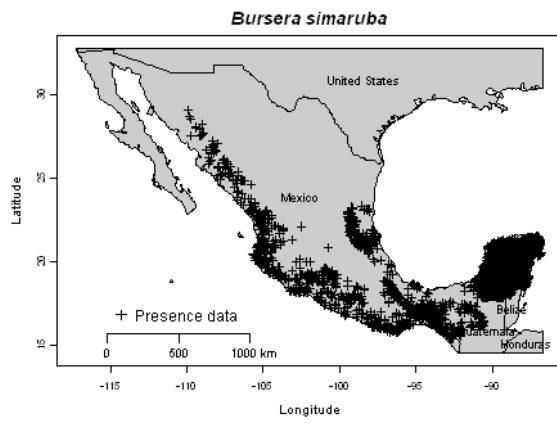 Bursera simaruba
United States
Mexico
Belize
Guatemala
Honduras
Presence data
0 500 1000 km
Latitude
30
25
20
15
-115 -110 -105 -100 -95 -90
Longitude